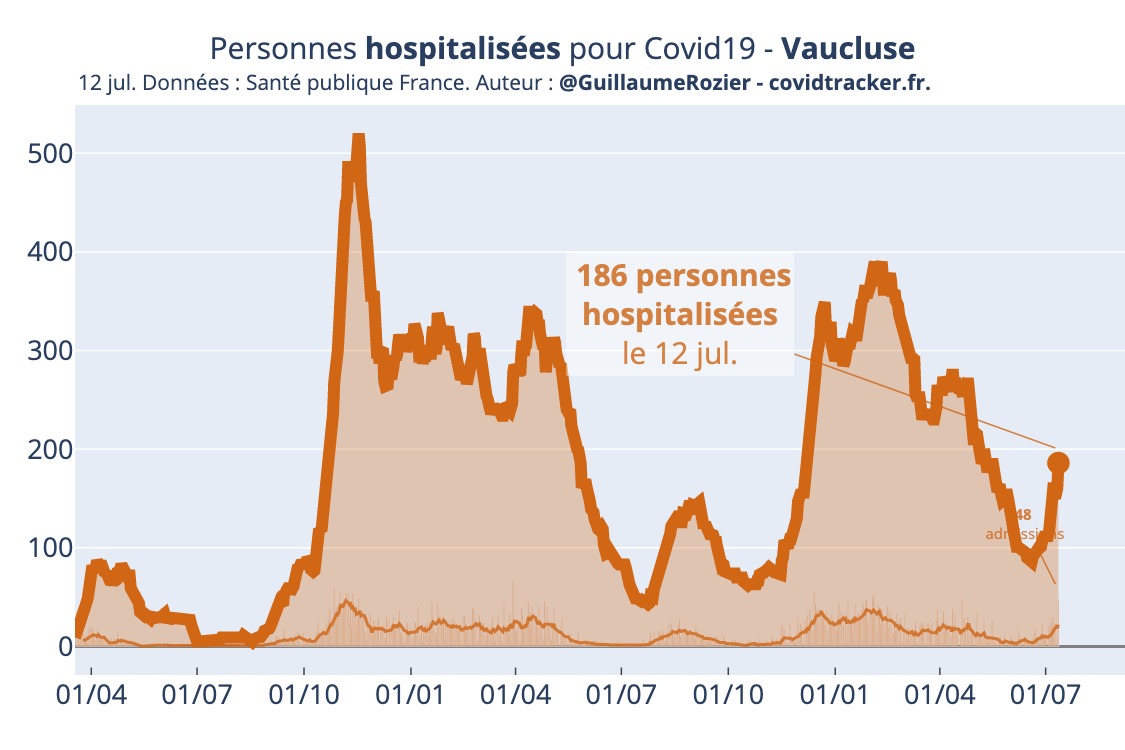 Personnes hospitalisées pour Covid19 - Vaucluse
12 jul. Données : Santé publique France. Auteur : @GuillaumeRozier - covidtracker.fr.
500
400
300
200
100
0
186 personnes
hospitalisées
le 12 jul.
48
admissions
01/04 01/07 01/10 01/01 01/04 01/07 01/10 01/01 01/04 01/07